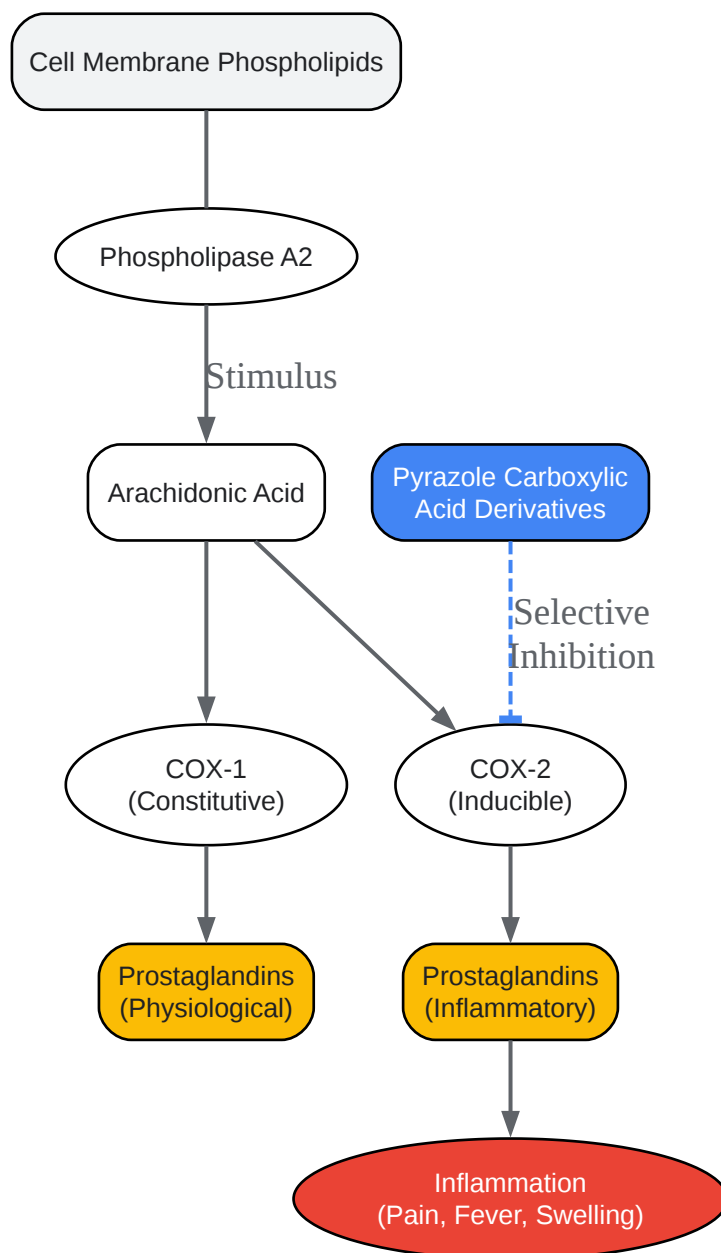 Cell Membrane Phospholipids
Phospholipase A2
Stimulus
Arachidonic Acid
Pyrazole Carboxylic
Acid Derivatives
Selective
Inhibition
COX-1
(Constitutive)
COX-2
(Inducible)
Prostaglandins
(Physiological)
Prostaglandins
(Inflammatory)
Inflammation
(Pain, Fever, Swelling)